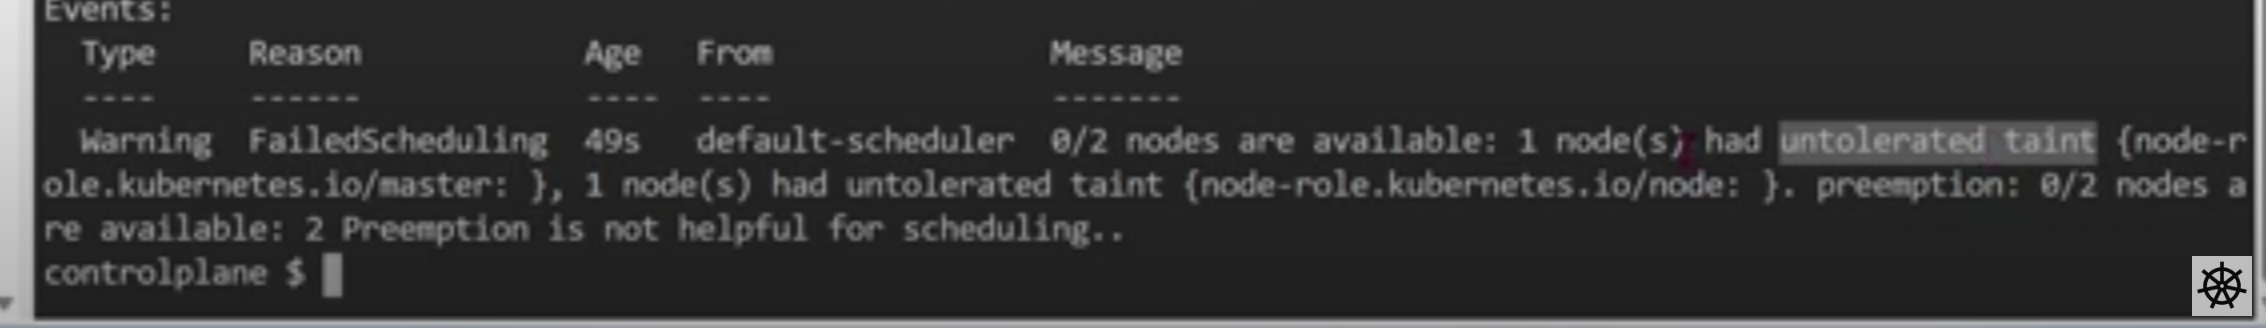 Events:
Type Reason Age From Message
---- ------ ---- ---- -------
Warning FailedScheduling 49s default-scheduler 0/2 nodes are available: 1 node(s) had untolerated taint {node-r
ole.kubernetes.io/master: }, 1 node(s) had untolerated taint {node-role.kubernetes.io/node: }. preemption: 0/2 nodes a
re available: 2 Preemption is not helpful for scheduling..
controlplane $